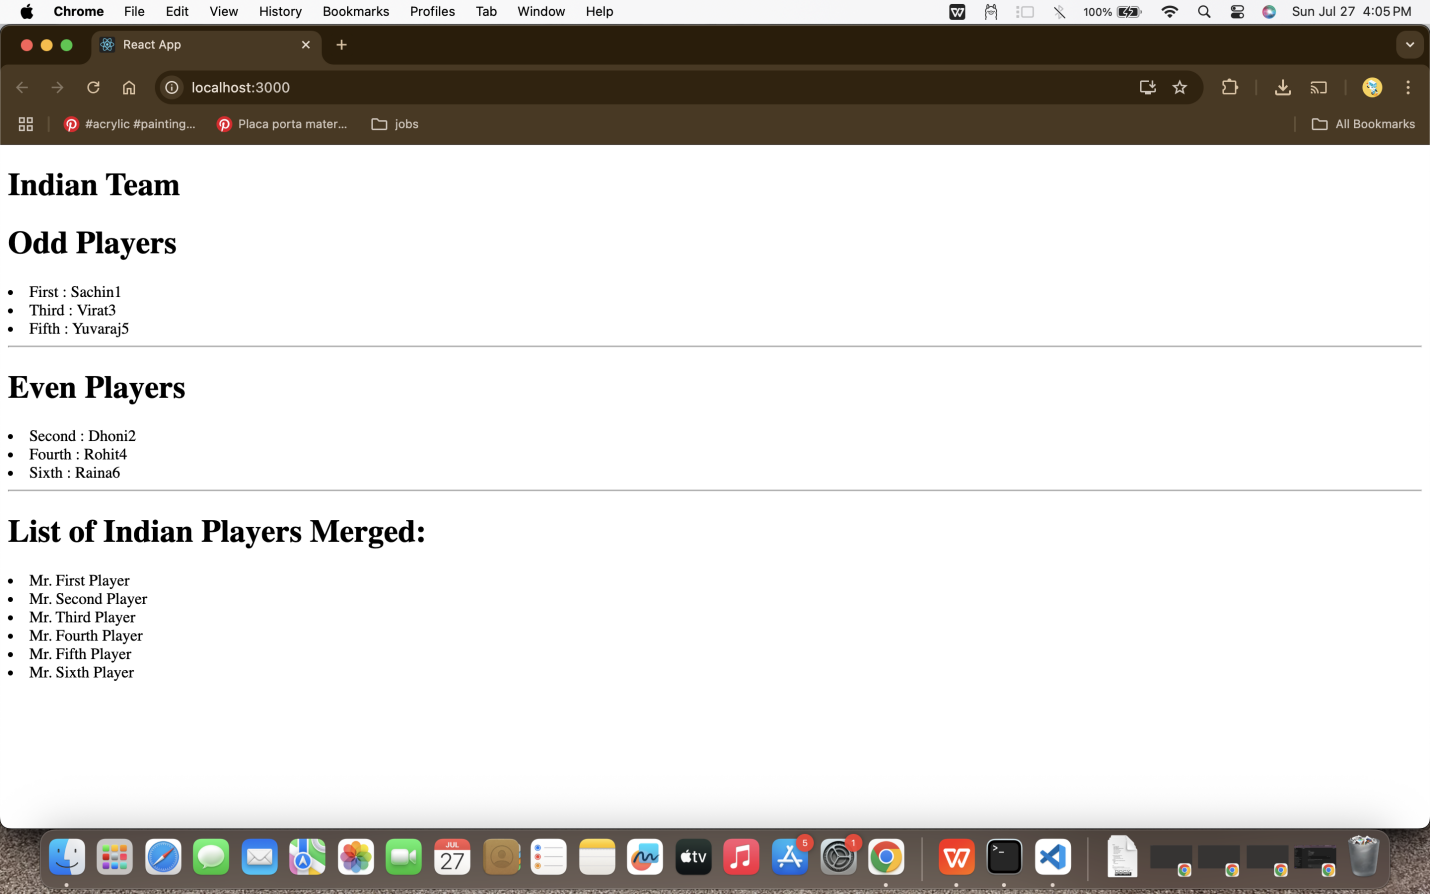 Chrome File Edit View History Bookmarks Profiles Tab Window Help 100% Sun Jul 27 4:05 PM
React App
localhost:3000
#acrylic #painting... Placa porta mater... jobs All Bookmarks
Indian Team
Odd Players
First : Sachin1
Third : Virat3
Fifth : Yuvaraj5
Even Players
Second : Dhoni2
Fourth : Rohit4
Sixth : Raina6
List of Indian Players Merged:
Mr. First Player
Mr. Second Player
Mr. Third Player
Mr. Fourth Player
Mr. Fifth Player
Mr. Sixth Player
JUL 5 1
27 tv